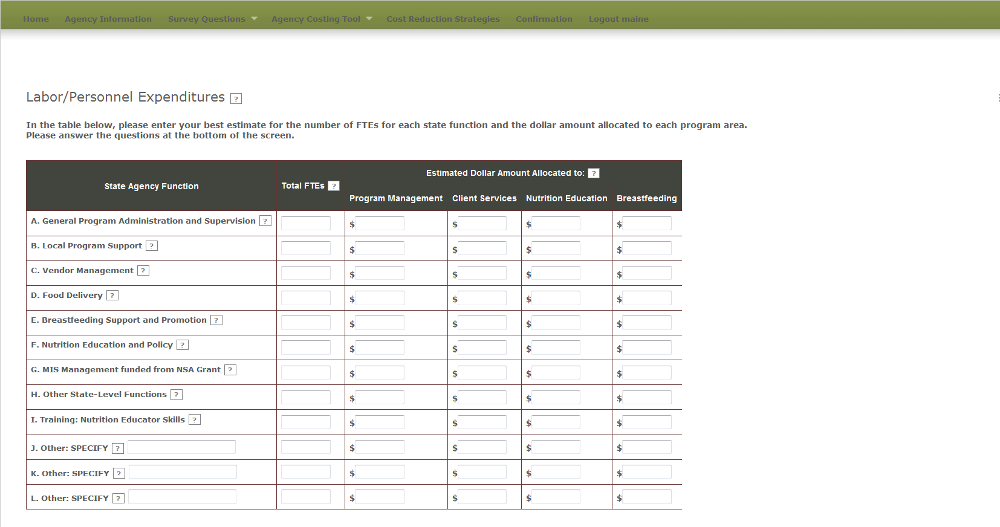 Home Agency Information Survey Questions Agency Costing Tool Cost Reduction Strategies Confirmation Logout maine
Labor/Personnel Expenditures ?
In the table below, please enter your best estimate for the number of FTEs for each state function and the dollar amount allocated to each program area.
Please answer the questions at the bottom of the screen.
State Agency Function Total FTEs ? Estimated Dollar Amount Allocated to: ?
Program Management Client Services Nutrition Education Breastfeeding
A. General Program Administration and Supervision ? $ $ $ $
B. Local Program Support ? $ $ $ $
C. Vendor Management ? $ $ $ $
D. Food Delivery ? $ $ $ $
E. Breastfeeding Support and Promotion ? $ $ $ $
F. Nutrition Education and Policy ? $ $ $ $
G. MIS Management funded from NSA Grant ? $ $ $ $
H. Other State-Level Functions ? $ $ $ $
I. Training: Nutrition Educator Skills ? $ $ $ $
J. Other: SPECIFY ? $ $ $ $
K. Other: SPECIFY ? $ $ $ $
L. Other: SPECIFY ? $ $ $ $